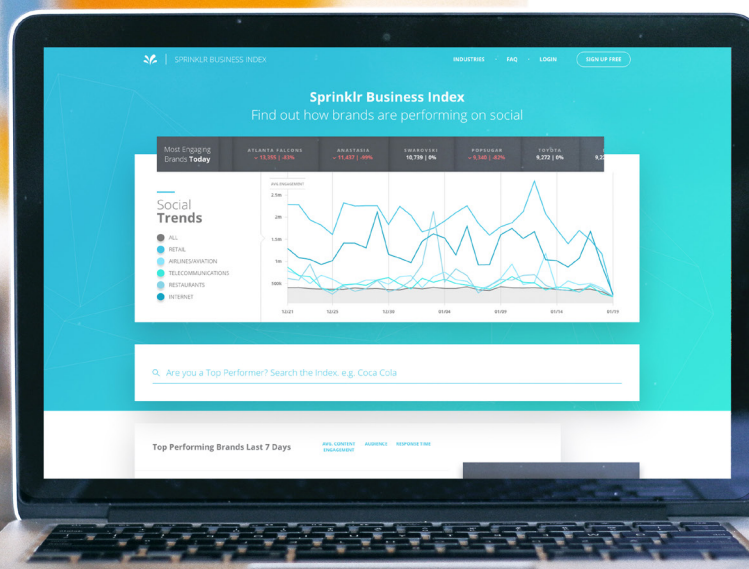 SPRINKLR BUSINESS INDEX
INDUSTRIES FAQ LOGIN SIGN UP FREE
Sprinklr Business Index
Find out how brands are performing on social
Most Engaging
Brands Today
ATLANTA FALCONS
ANASTASIA
SWAROVSKI
10,739 | 0%
POPSUGAR
TOYOTA
9,272 | 0%
AVG. ENGAGEMENT
Social
Trends
ALL
RETAIL
AIRLINES/AVIATION
TELECOMMUNICATIONS
RESTAURANTS
INTERNET
2.5m
2m
1.5m
1m
500k
12/21 12/25 12/30 01/04 01/09 01/14 01/19
Are you a Top Performer? Search the Index, e.g. Coca Cola
Top Performing Brands Last 7 Days
AVG. CONTENT ENGAGEMENT
AUDIENCE
RESPONSE TIME